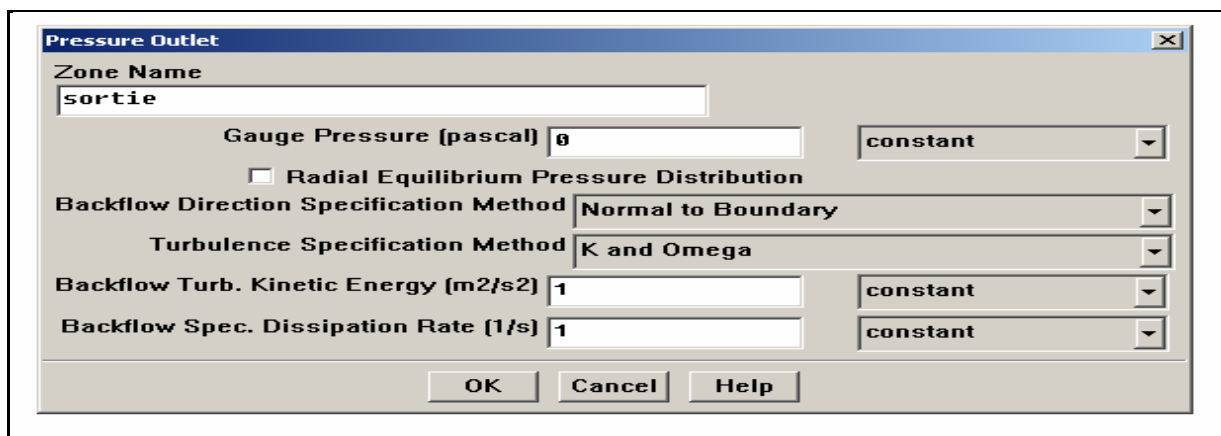 Pressure Outlet
Zone Name
sortie
Gauge Pressure (pascal) 0 constant
Radial Equilibrium Pressure Distribution
Backflow Direction Specification Method Normal to Boundary
Turbulence Specification Method K and Omega
Backflow Turb. Kinetic Energy (m2/s2) 1 constant
Backflow Spec. Dissipation Rate (1/s) 1 constant
OK Cancel Help